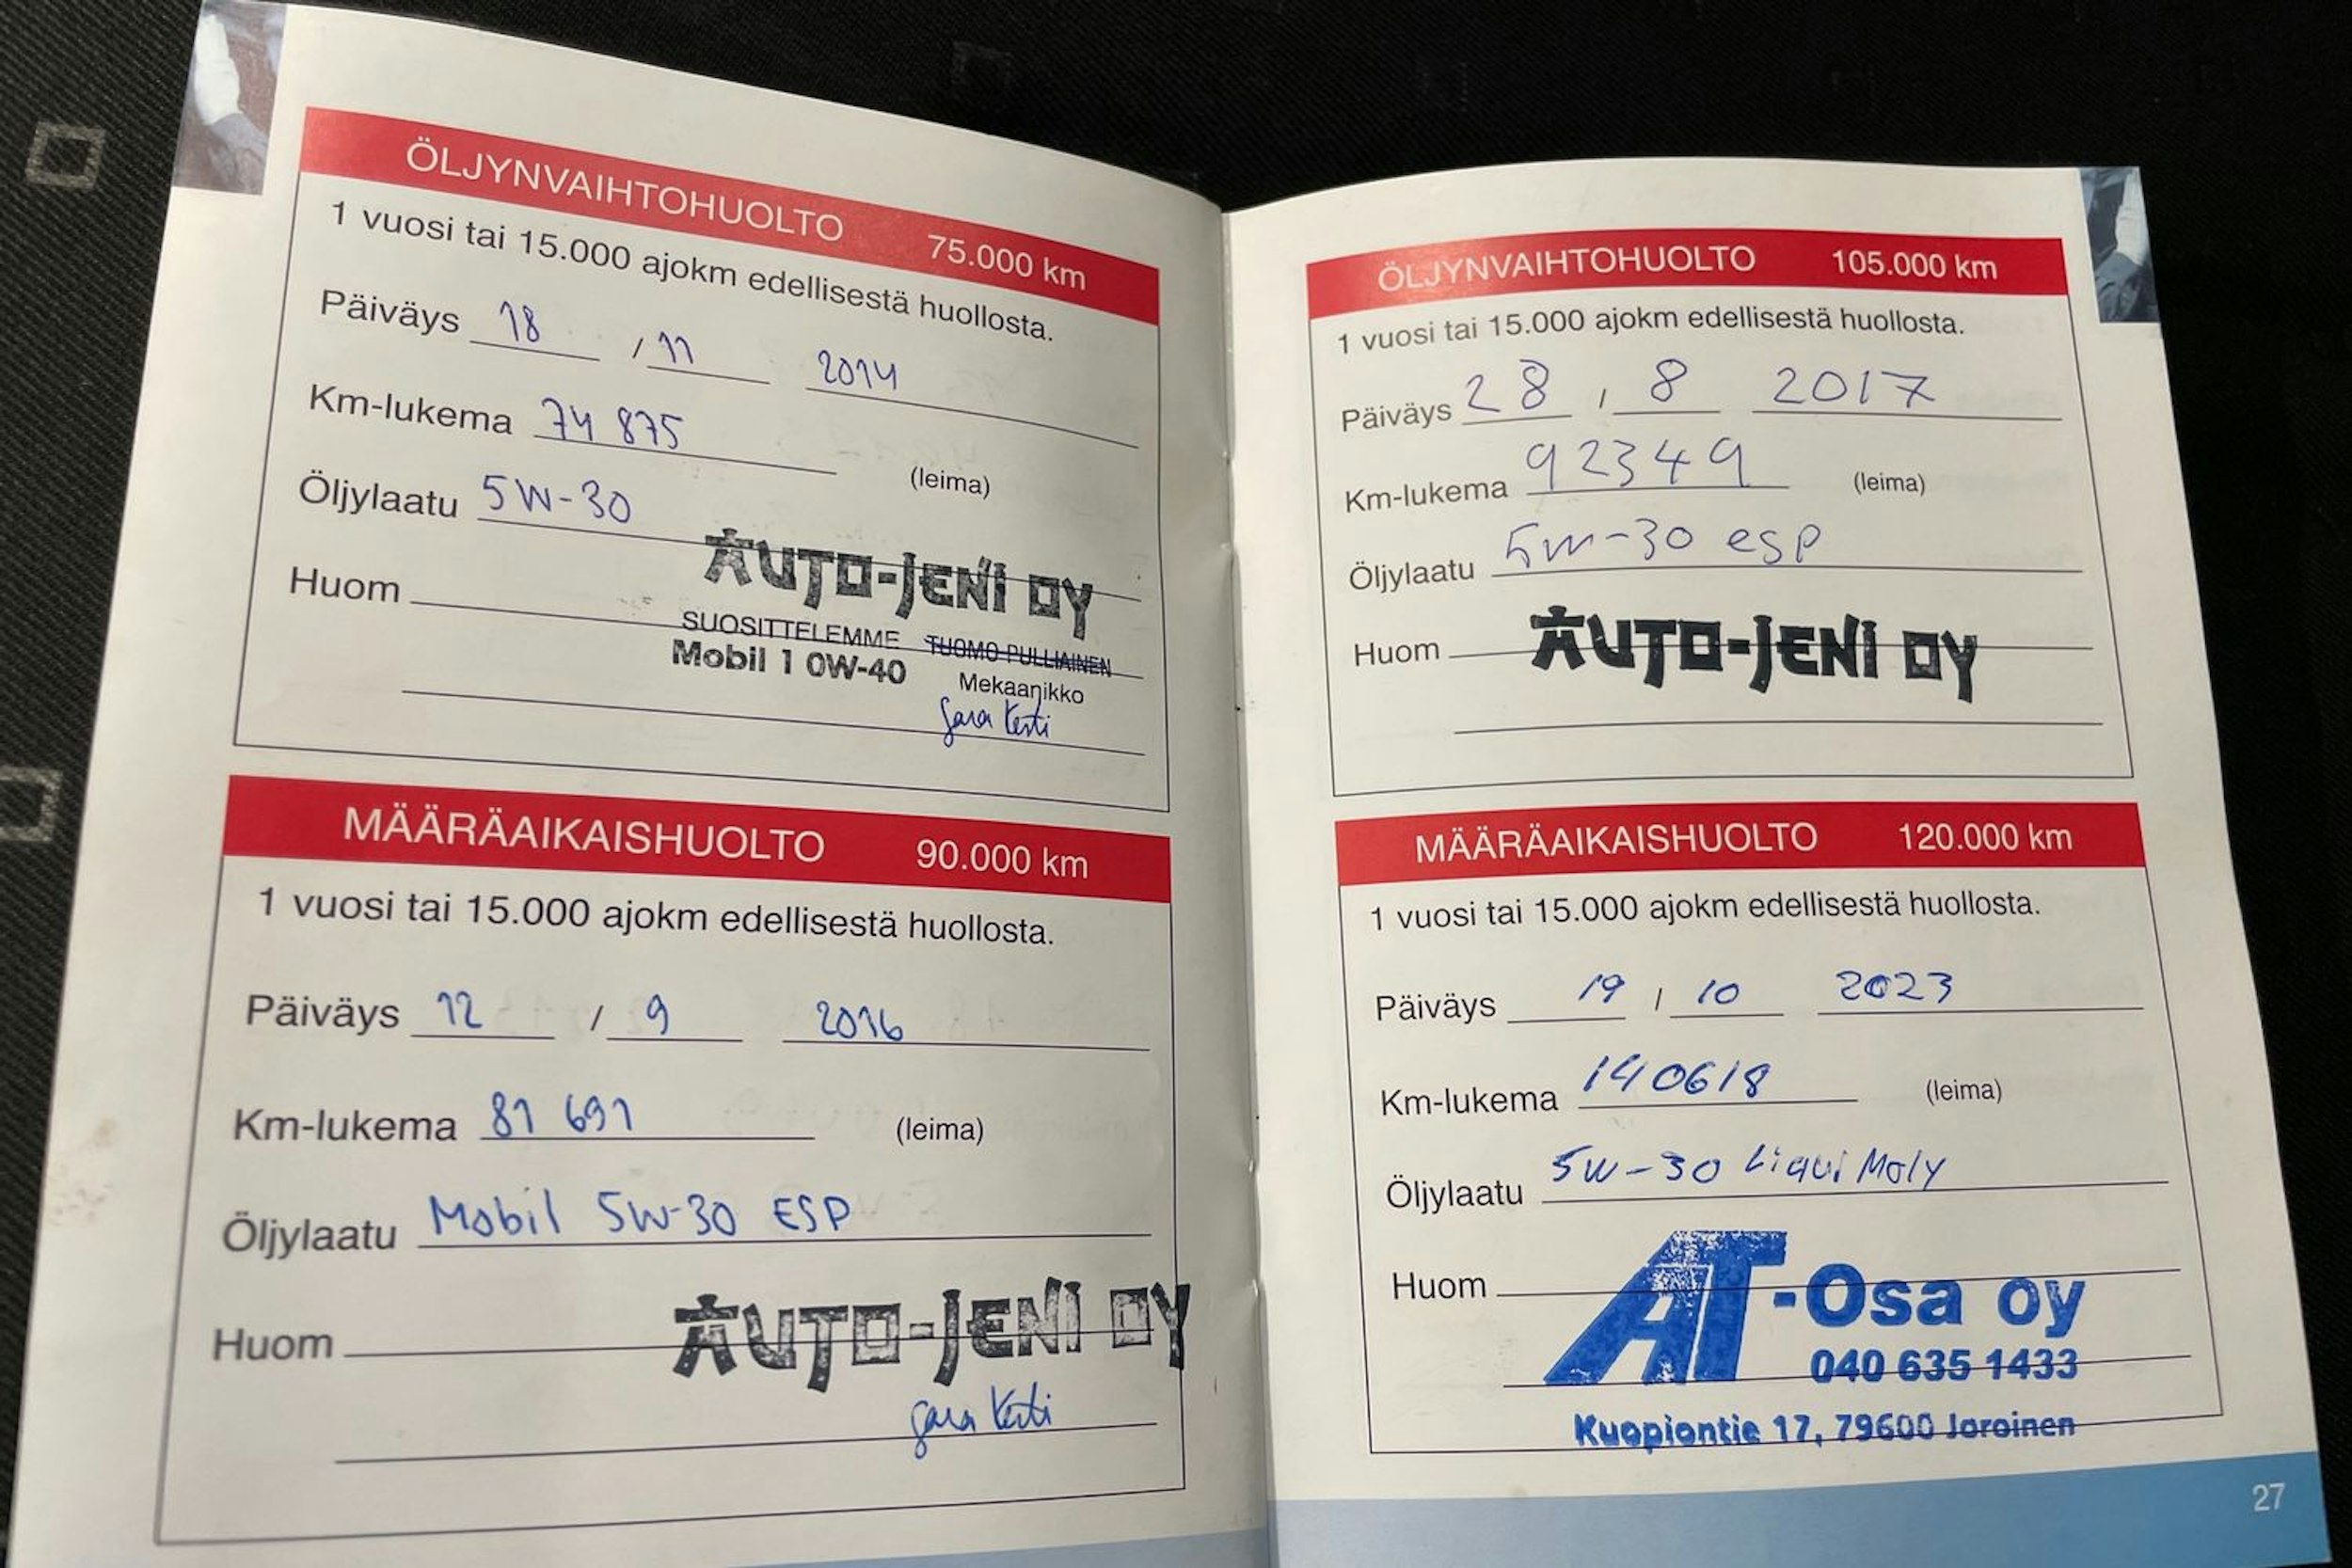 ÖLJYNVAIHTOHUOLTO 75.000 km
1 vuosi tai 15.000 ajokm edellisestä huollosta.
Päiväys 18 / 11 2014
Km-lukema 74 875
(leima)
Öljylaatu 5W-30
AUTO-JENI OY
Huom
SUOSITTELEMME TUOMO PULLIAINEN
Mobil 1 0W-40 Mekaanikko
MÄÄRÄAIKAISHUOLTO 90.000 km
1 vuosi tai 15.000 ajokm edellisestä huollosta.
Päiväys 12 / 9 2016
Km-lukema 81 691 (leima)
Öljylaatu Mobil 5W-30 ESP
AUTO-JENI OY
Huom
ÖLJYNVAIHTOHUOLTO 105.000 km
1 vuosi tai 15.000 ajokm edellisestä huollosta.
Päiväys 28 / 8 2017
Km-lukema 92349 (leima)
Öljylaatu 5W-30 esp
Huom AUTO-JENI OY
MÄÄRÄAIKAISHUOLTO 120.000 km
1 vuosi tai 15.000 ajokm edellisestä huollosta.
Päiväys 19 / 10 2023
Km-lukema 140618 (leima)
Öljylaatu 5W-30 Liqui Moly
Huom AT-Osa oy
040 635 1433
Kuopiontie 17, 79600 Joroinen
27